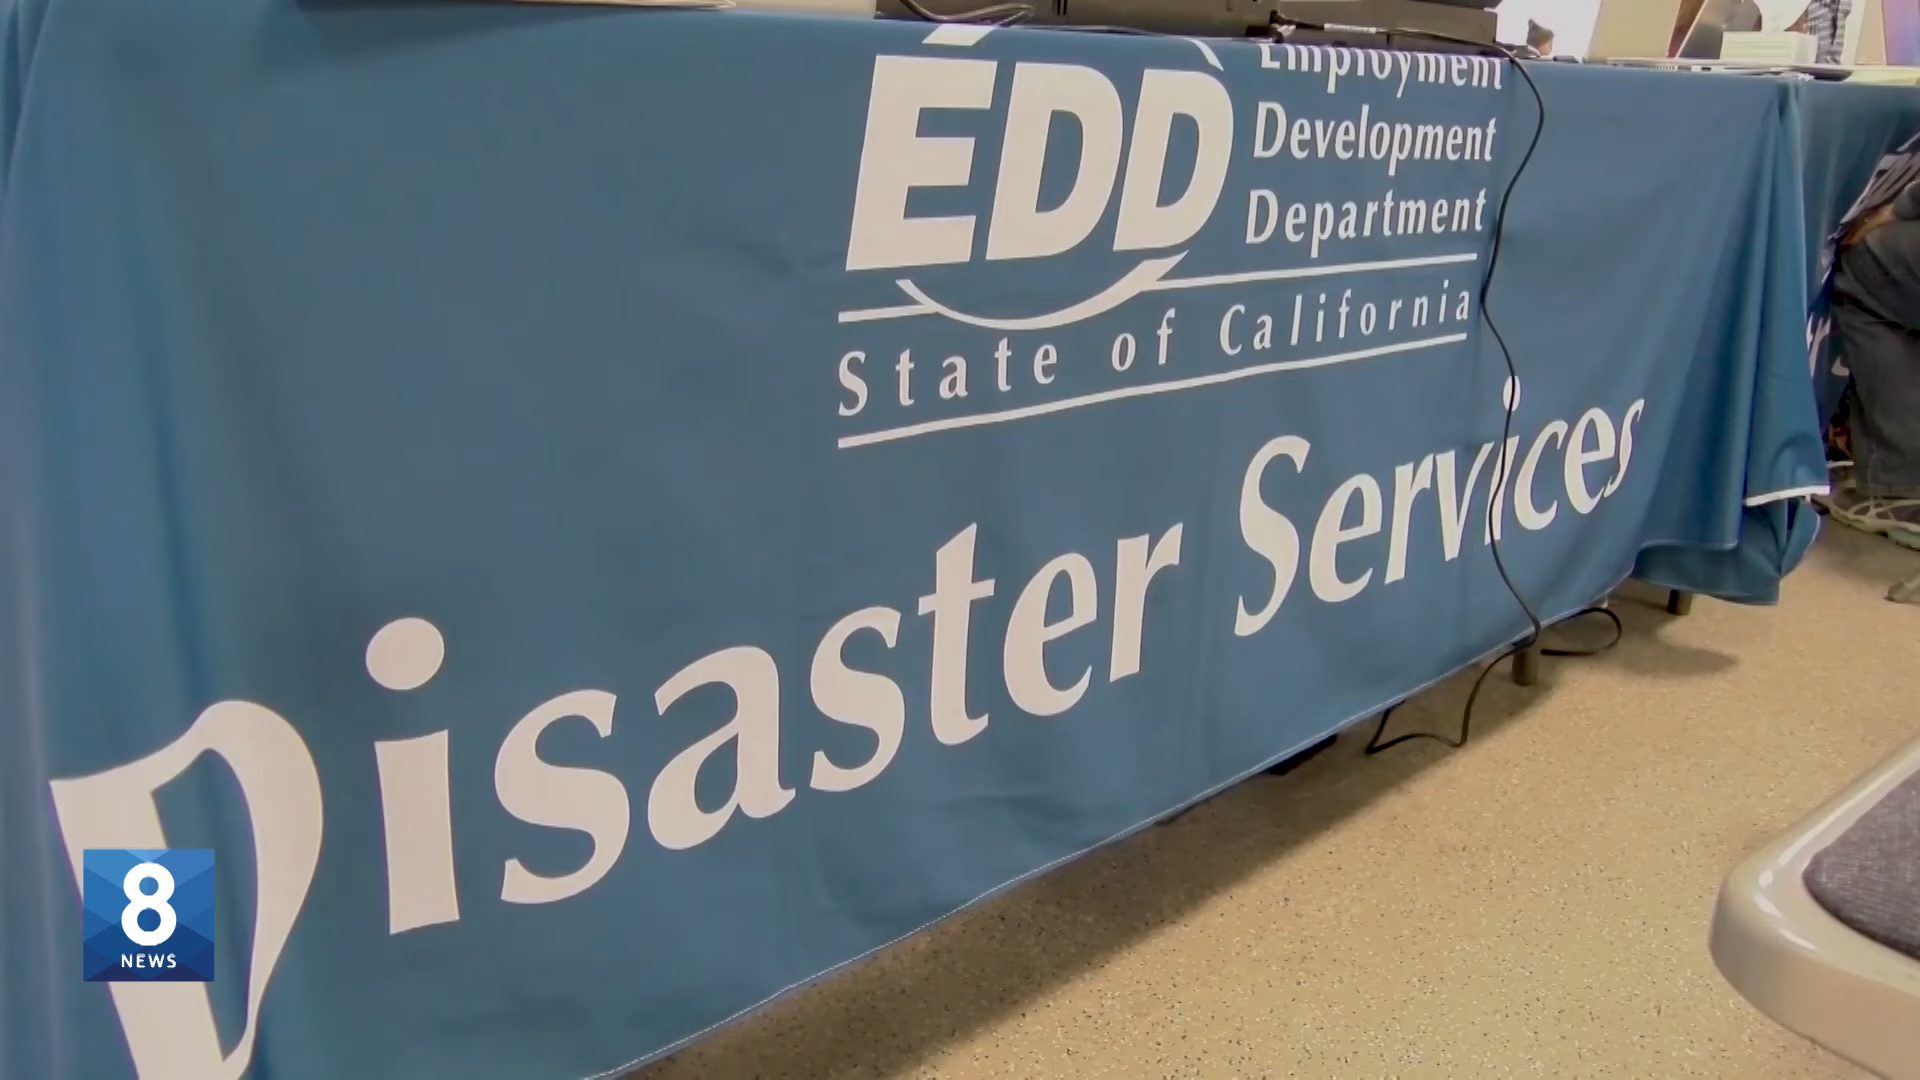 EDD
Employment
Development
Department
State of California
Disaster Services
8
NEWS